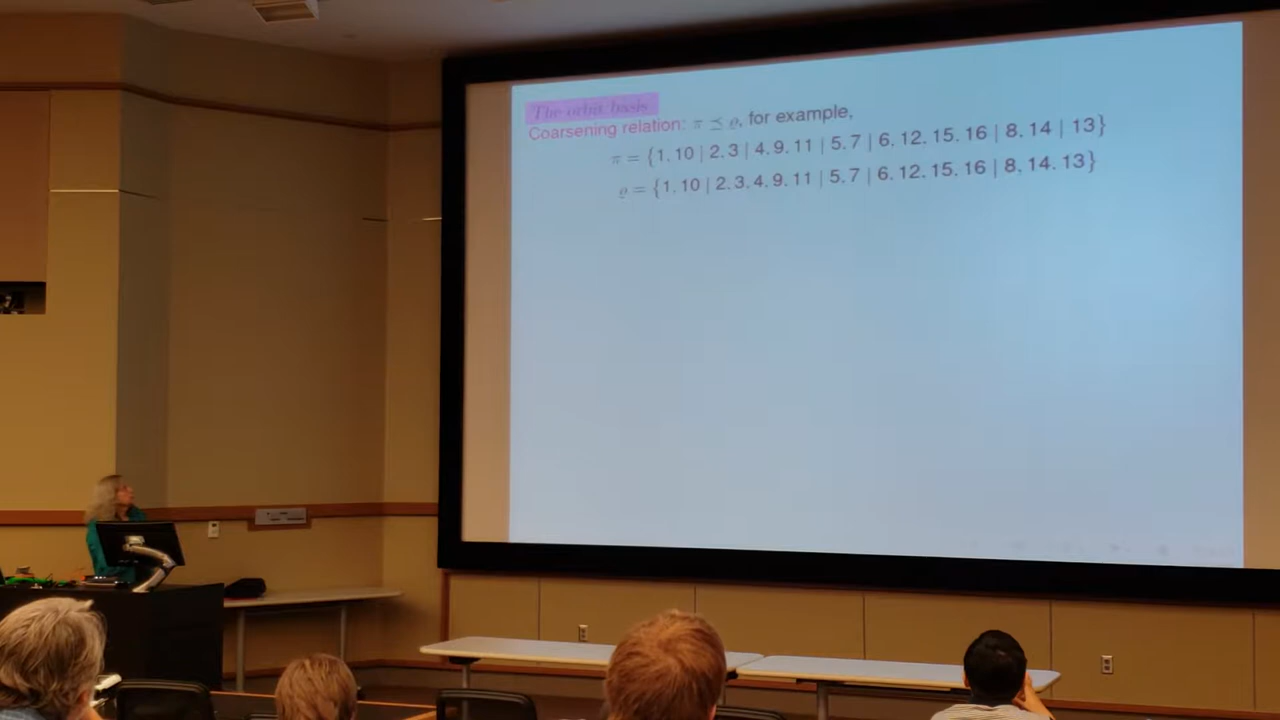 The orbit basis
Coarsening relation: π ⪯ ϱ, for example,
π = {1, 10 | 2, 3 | 4, 9, 11 | 5, 7 | 6, 12, 15, 16 | 8, 14 | 13}
ϱ = {1, 10 | 2, 3, 4, 9, 11 | 5, 7 | 6, 12, 15, 16 | 8, 14, 13}